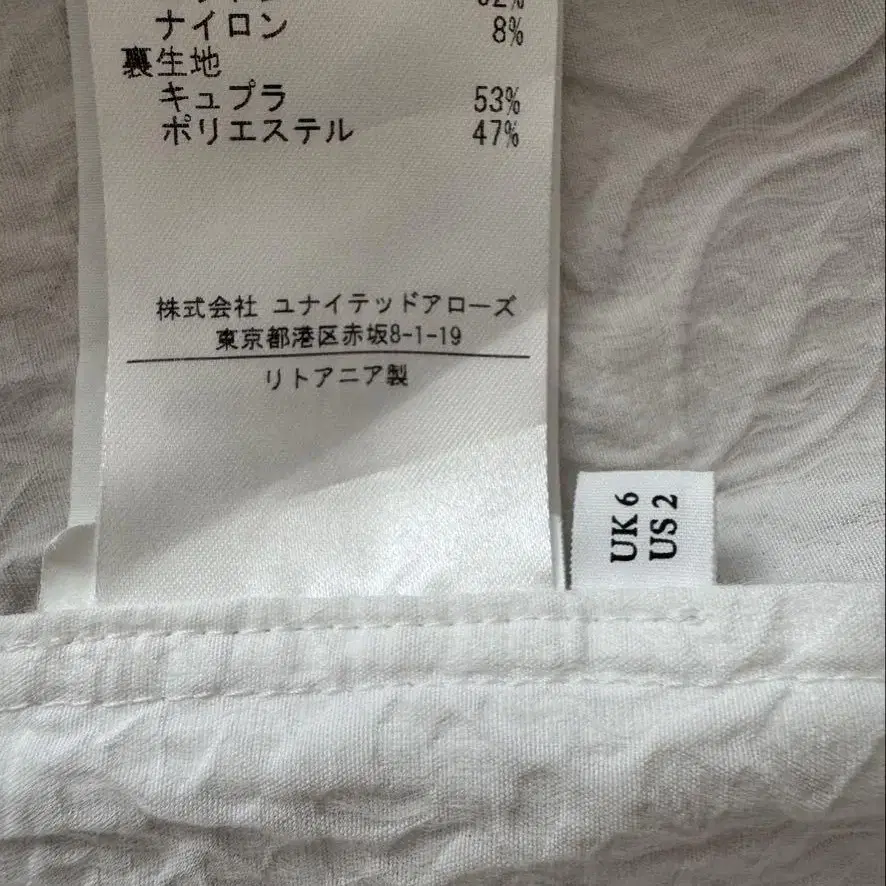 ナイロン 8%
裏生地
キュプラ 53%
ポリエステル 47%
株式会社 ユナイテッドアローズ
東京都港区赤坂8-1-19
リトアニア製
UK 6
US 2